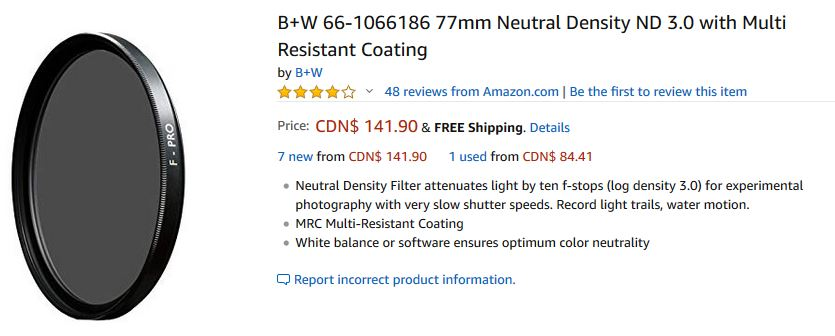 B+W 66-1066186 77mm Neutral Density ND 3.0 with Multi
Resistant Coating
by B+W
48 reviews from Amazon.com | Be the first to review this item
Price: CDN$ 141.90 & FREE Shipping. Details
7 new from CDN$ 141.90 1 used from CDN$ 84.41
Neutral Density Filter attenuates light by ten f-stops (log density 3.0) for experimental
photography with very slow shutter speeds. Record light trails, water motion.
MRC Multi-Resistant Coating
White balance or software ensures optimum color neutrality
Report incorrect product information.
F - PRO